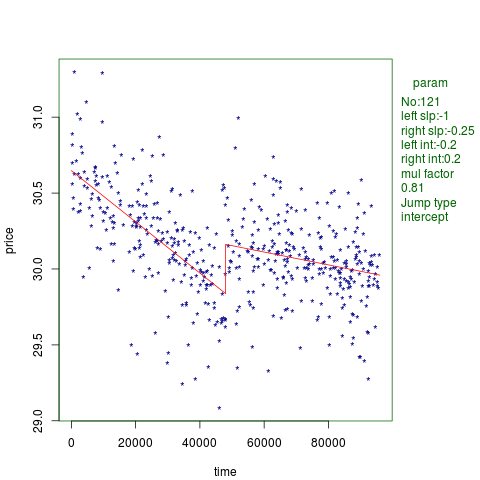 param
No:121
left slp:-1
right slp:-0.25
left int:-0.2
right int:0.2
mul factor
0.81
Jump type
intercept
31.0
30.5
30.0
29.5
29.0
price
0 20000 40000 60000 80000
time